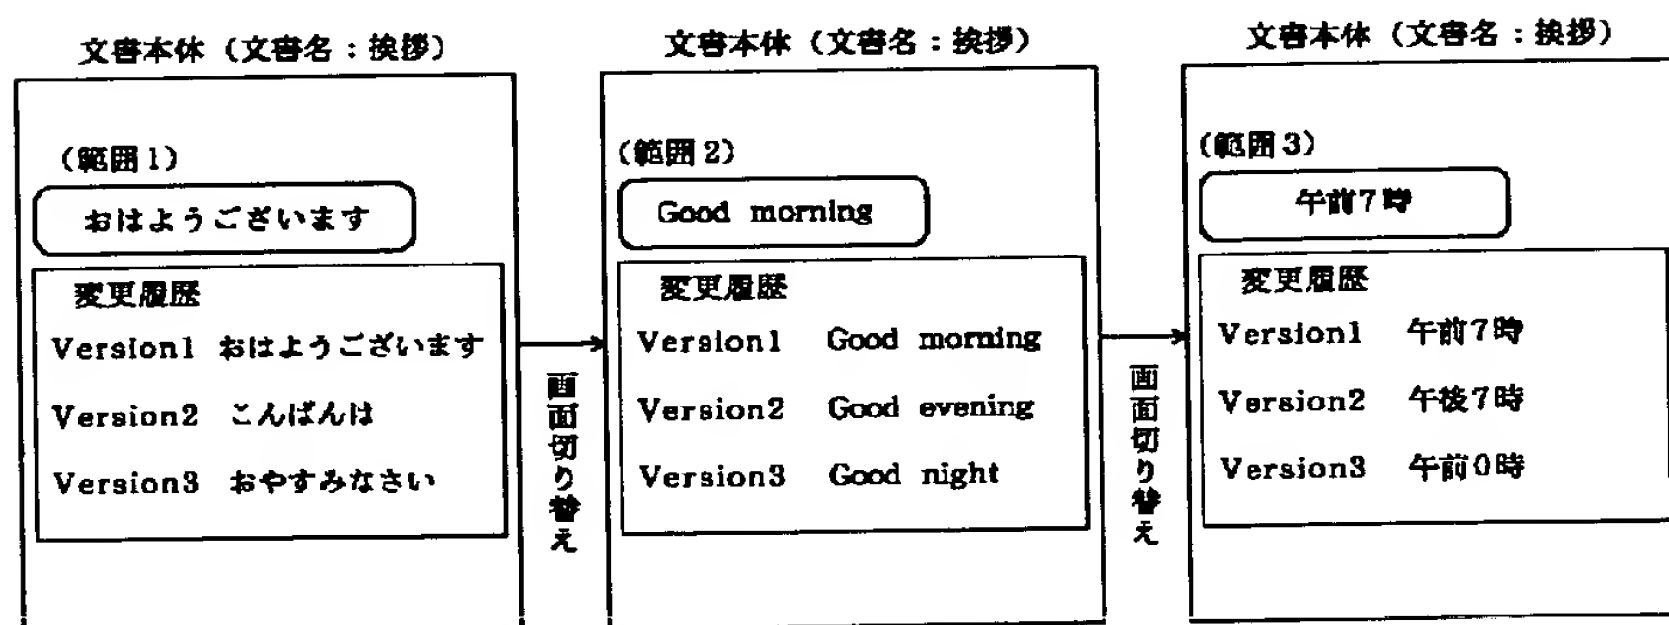 文書本体（文書名：挨拶）
（範囲1）
おはようございます
変更履歴
Version1 おはようございます
Version2 こんばんは
Version3 おやすみなさい
画面切り替え
文書本体（文書名：挨拶）
（範囲2）
Good morning
変更履歴
Version1 Good morning
Version2 Good evening
Version3 Good night
画面切り替え
文書本体（文書名：挨拶）
（範囲3）
午前7時
変更履歴
Version1 午前7時
Version2 午後7時
Version3 午前0時